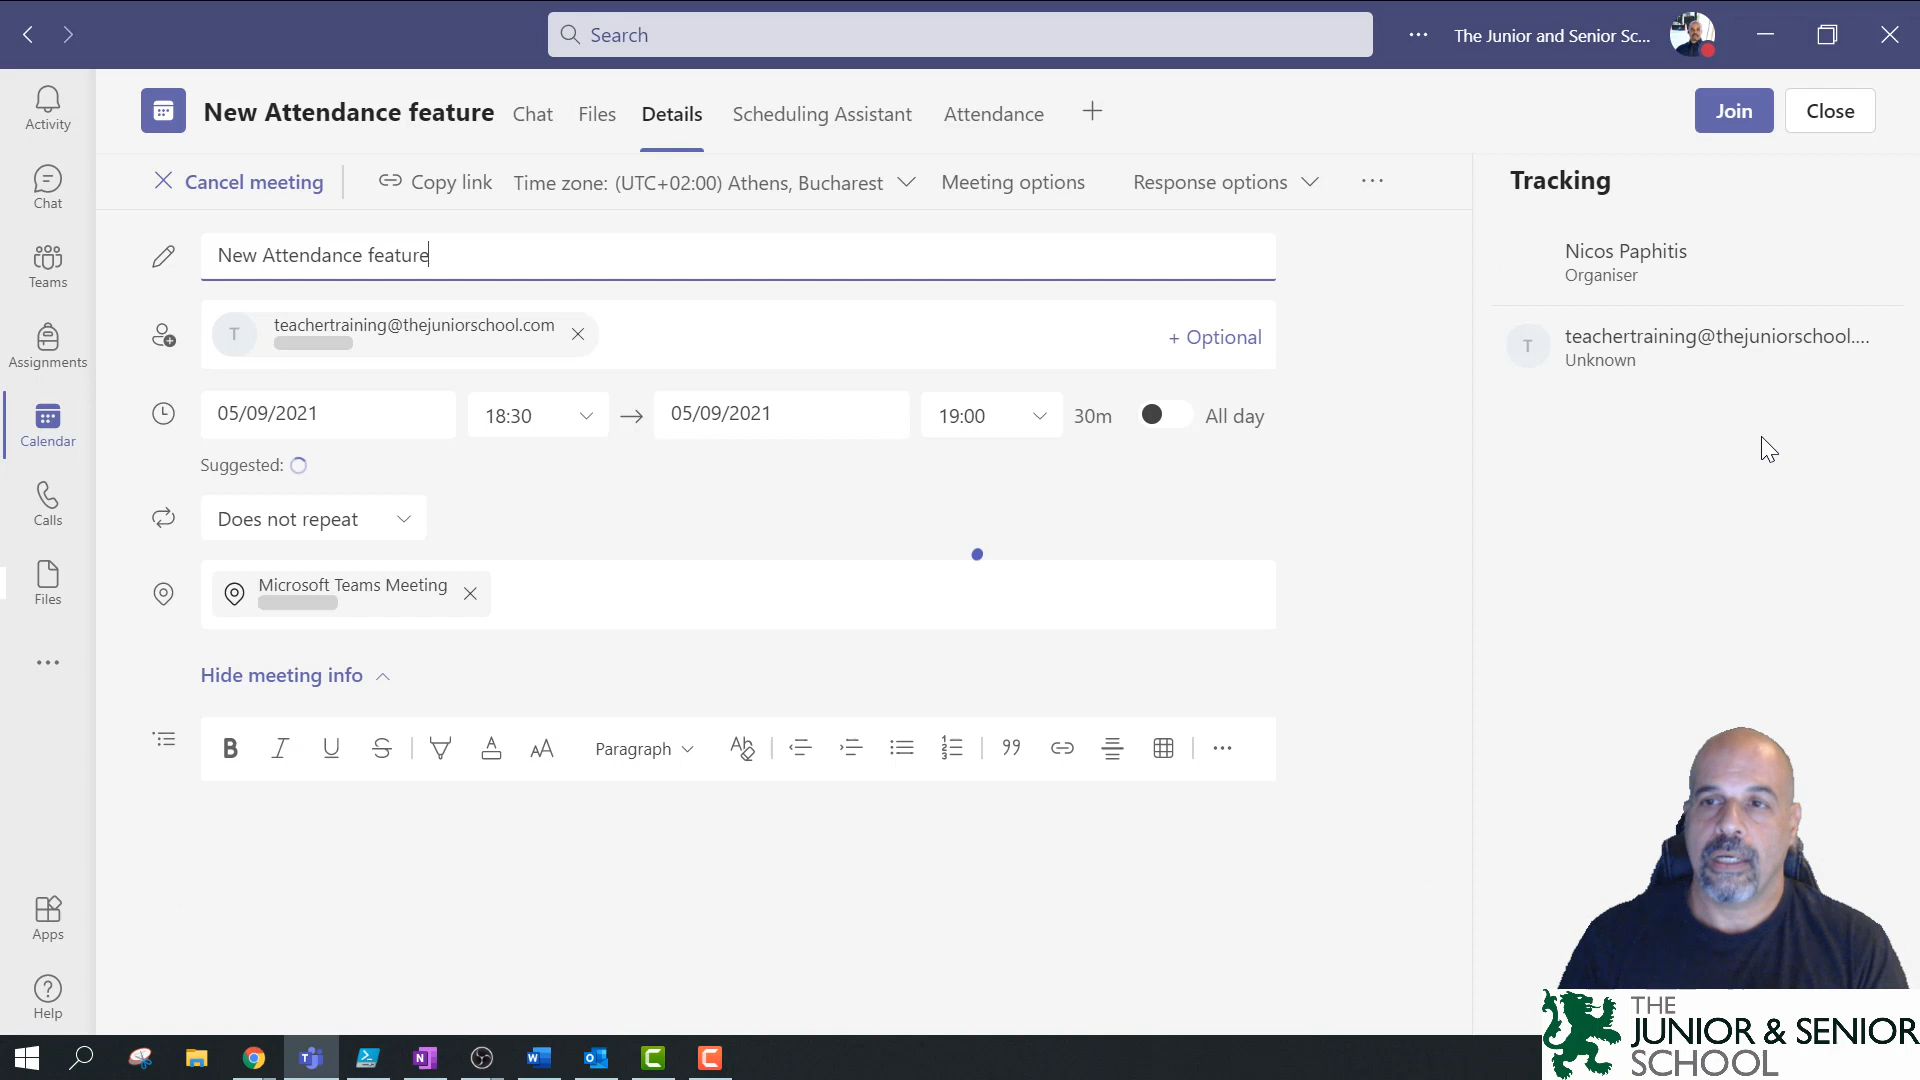 Search
The Junior and Senior Sc...
Activity
Chat
Teams
Assignments
Calendar
Calls
Files
Apps
Help
New Attendance feature
Chat
Files
Details
Scheduling Assistant
Attendance
Join
Close
Cancel meeting
Copy link
Time zone: (UTC+02:00) Athens, Bucharest
Meeting options
Response options
New Attendance feature
T
teachertraining@thejuniorschool.com
+ Optional
05/09/2021
18:30
05/09/2021
19:00
30m
All day
Suggested:
Does not repeat
Microsoft Teams Meeting
Hide meeting info
Paragraph
Tracking
Nicos Paphitis
Organiser
T
teachertraining@thejuniorschool....
Unknown
THE
JUNIOR & SENIOR
SCHOOL